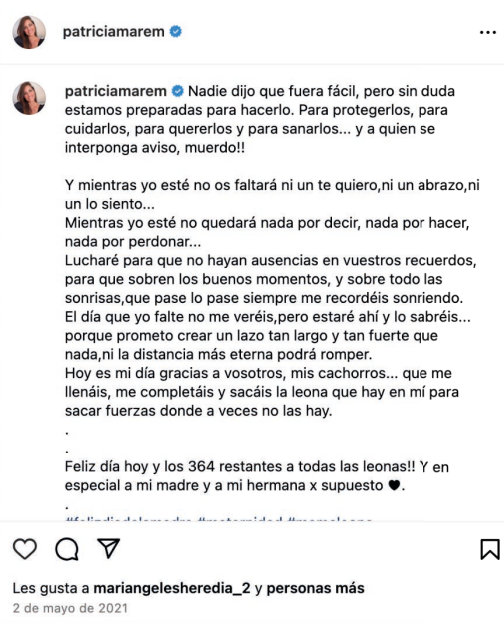 patriciamarem
patriciamarem Nadie dijo que fuera fácil, pero sin duda
estamos preparadas para hacerlo. Para protegerlos, para
cuidarlos, para quererlos y para sanarlos... y a quien se
interponga aviso, muerdo!!
Y mientras yo esté no os faltará ni un te quiero,ni un abrazo,ni
un lo siento...
Mientras yo esté no quedará nada por decir, nada por hacer,
nada por perdonar...
Lucharé para que no hayan ausencias en vuestros recuerdos,
para que sobren los buenos momentos, y sobre todo las
sonrisas,que pase lo pase siempre me recordéis sonriendo.
El día que yo falte no me veréis,pero estaré ahí y lo sabréis...
porque prometo crear un lazo tan largo y tan fuerte que
nada,ni la distancia más eterna podrá romper.
Hoy es mi día gracias a vosotros, mis cachorros... que me
llenáis, me completáis y sacáis la leona que hay en mí para
sacar fuerzas donde a veces no las hay.
.
.
Feliz día hoy y los 364 restantes a todas las leonas!! Y en
especial a mi madre y a mi hermana x supuesto 🖤.
.
Les gusta a mariangelesheredia_2 y personas más
2 de mayo de 2021